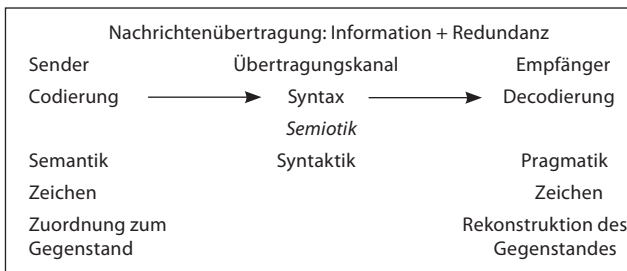 Nachrichtenübertragung: Information + Redundanz
Sender Übertragungskanal Empfänger
Codierung Syntax Decodierung
Semiotik
Semantik Syntaktik Pragmatik
Zeichen Zeichen
Zuordnung zum Rekonstruktion des
Gegenstand Gegenstandes